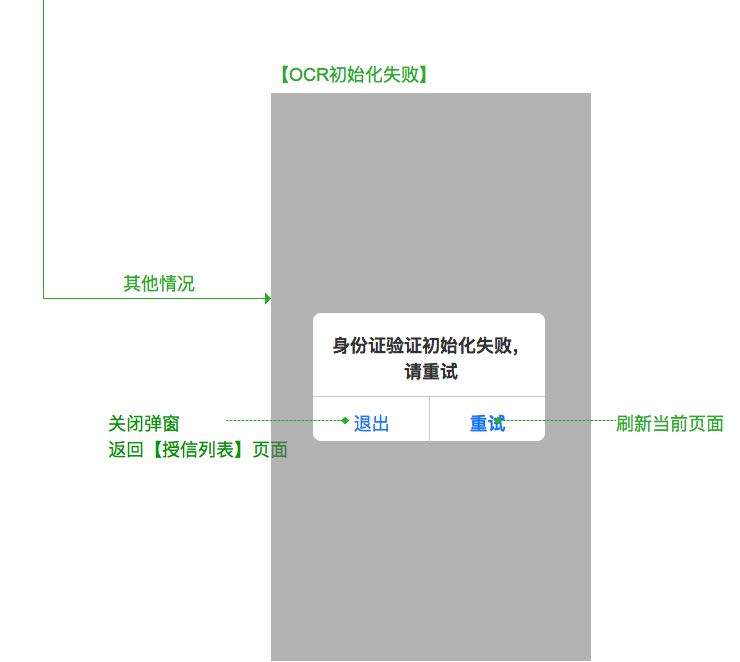 【OCR初始化失败】
其他情况
身份证验证初始化失败，
请重试
关闭弹窗
返回【授信列表】页面
退出
重试
刷新当前页面